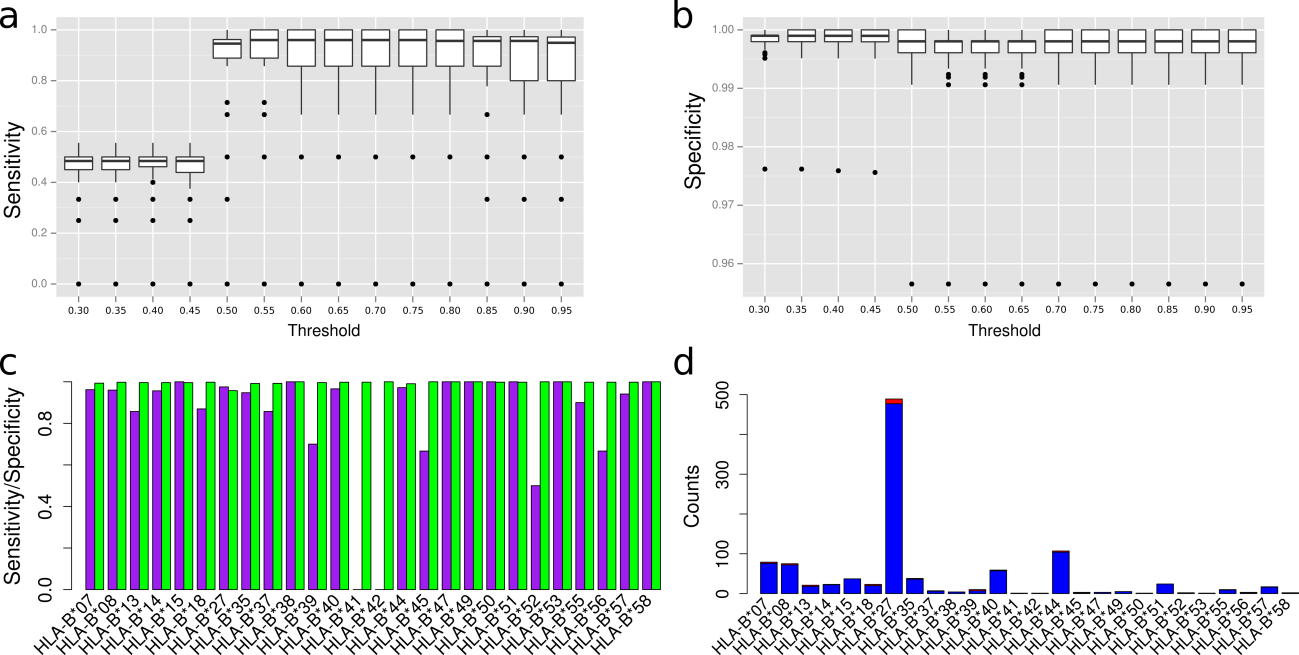 a
Sensitivity
1.0
0.8
0.6
0.4
0.2
0.0
0.30 0.35 0.40 0.45 0.50 0.55 0.60 0.65 0.70 0.75 0.80 0.85 0.90 0.95
Threshold
b
Specificity
1.00
0.99
0.98
0.97
0.96
0.30 0.35 0.40 0.45 0.50 0.55 0.60 0.65 0.70 0.75 0.80 0.85 0.90 0.95
Threshold
c
Sensitivity/Specificity
0.8
0.4
0.0
HLA-B*07
HLA-B*08
HLA-B*13
HLA-B*14
HLA-B*15
HLA-B*18
HLA-B*27
HLA-B*35
HLA-B*37
HLA-B*38
HLA-B*39
HLA-B*40
HLA-B*41
HLA-B*42
HLA-B*44
HLA-B*45
HLA-B*47
HLA-B*49
HLA-B*50
HLA-B*51
HLA-B*52
HLA-B*53
HLA-B*55
HLA-B*56
HLA-B*57
HLA-B*58
d
Counts
500
300
100
0
HLA-B*07
HLA-B*08
HLA-B*13
HLA-B*14
HLA-B*15
HLA-B*18
HLA-B*27
HLA-B*35
HLA-B*37
HLA-B*38
HLA-B*39
HLA-B*40
HLA-B*41
HLA-B*42
HLA-B*44
HLA-B*45
HLA-B*47
HLA-B*49
HLA-B*50
HLA-B*51
HLA-B*52
HLA-B*53
HLA-B*55
HLA-B*56
HLA-B*57
HLA-B*58